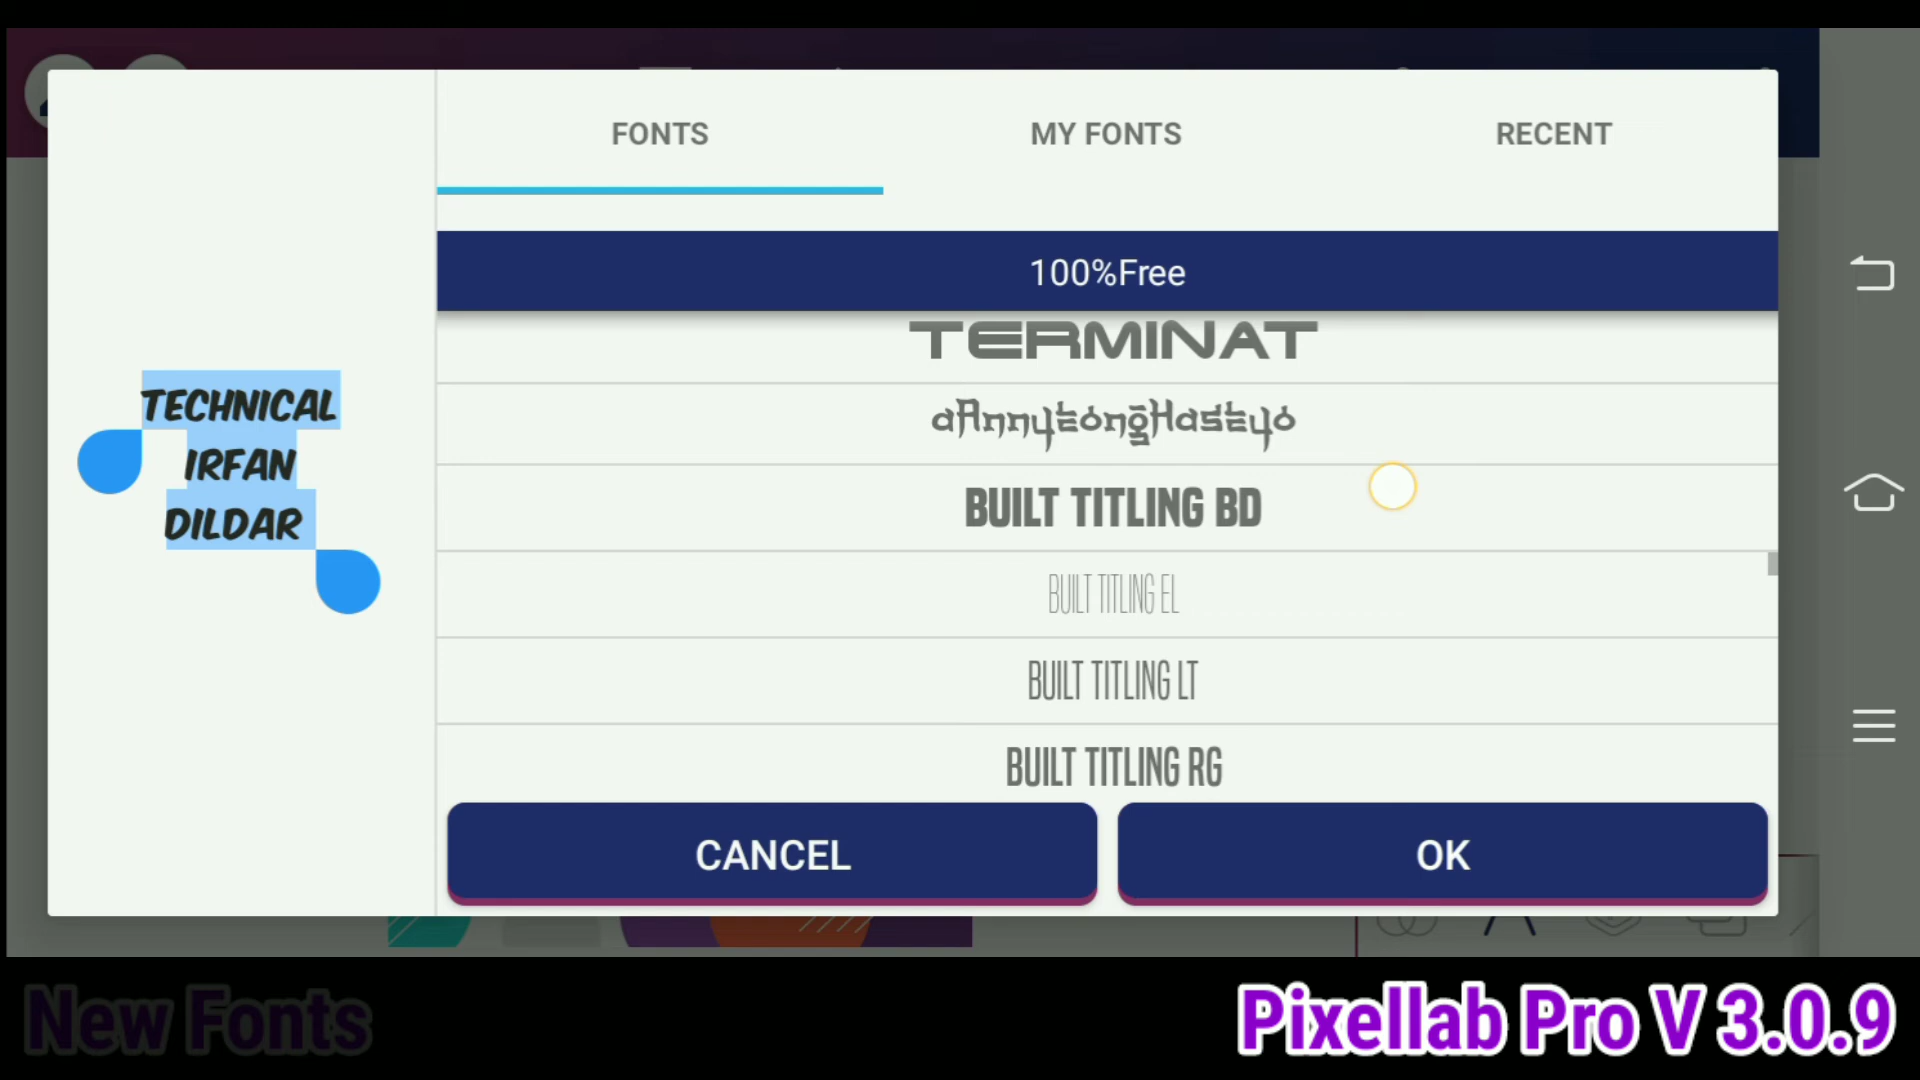 FONTS MY FONTS RECENT
100%Free
TERMINAT
dAnnyeongHaseyo
BUILT TITLING BD
BUILT TITLING EL
BUILT TITLING LT
BUILT TITLING RG
TECHNICAL
IRFAN
DILDAR
CANCEL OK
New Fonts
Pixellab Pro V 3.0.9